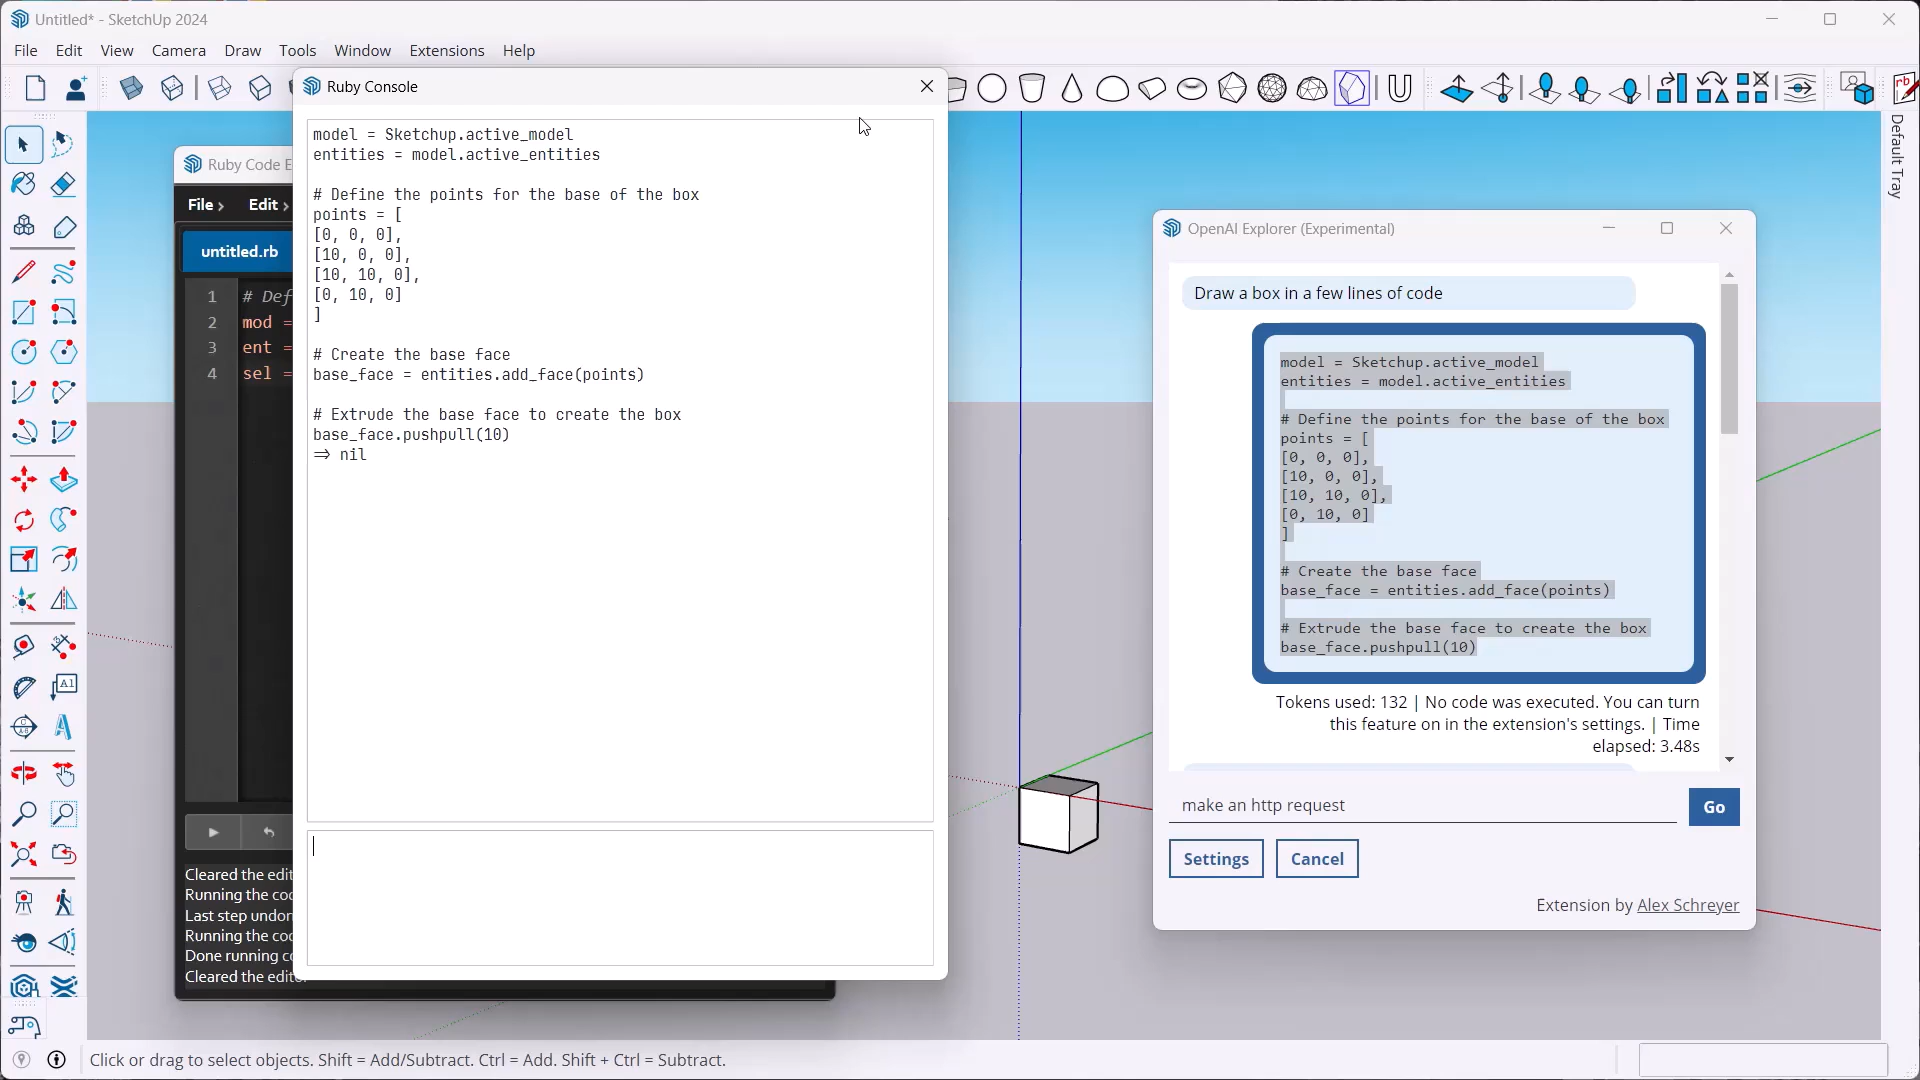 Untitled* - SketchUp 2024
File Edit View Camera Draw Tools Window Extensions Help
Ruby Console
model = Sketchup.active_model
entities = model.active_entities
# Define the points for the base of the box
points = [
[0, 0, 0],
[10, 0, 0],
[10, 10, 0],
[0, 10, 0]
]
# Create the base face
base_face = entities.add_face(points)
# Extrude the base face to create the box
base_face.pushpull(10)
⇒ nil
Ruby Code E
File › Edit ›
untitled.rb
1 # Def
2 mod =
3 ent =
4 sel =
Cleared the edit
Running the co
Last step undon
Running the co
Done running c
Cleared the edito
A1
OpenAI Explorer (Experimental)
Draw a box in a few lines of code
model = Sketchup.active_model
entities = model.active_entities
# Define the points for the base of the box
points = [
[0, 0, 0],
[10, 0, 0],
[10, 10, 0],
[0, 10, 0]
]
# Create the base face
base_face = entities.add_face(points)
# Extrude the base face to create the box
base_face.pushpull(10)
Tokens used: 132 | No code was executed. You can turn
this feature on in the extension's settings. | Time
elapsed: 3.48s
make an http request
Go
Settings Cancel
Extension by Alex Schreyer
Default Tray
rb
Click or drag to select objects. Shift = Add/Subtract. Ctrl = Add. Shift + Ctrl = Subtract.